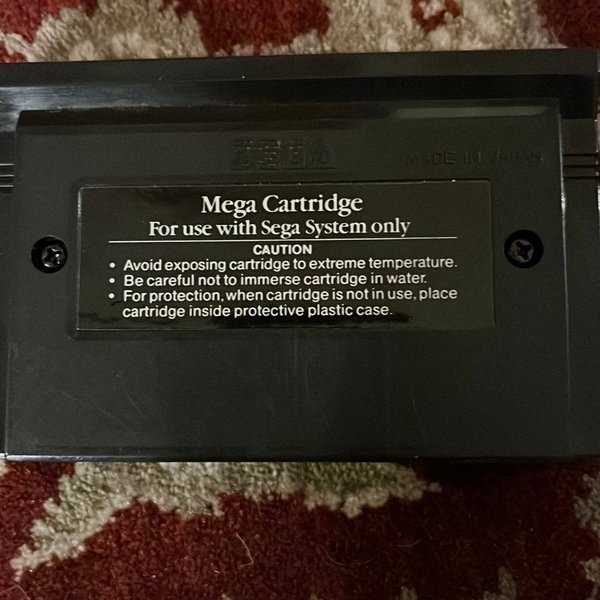 SEGA
MADE IN JAPAN
Mega Cartridge
For use with Sega System only
CAUTION
• Avoid exposing cartridge to extreme temperature.
• Be careful not to immerse cartridge in water.
• For protection, when cartridge is not in use, place
cartridge inside protective plastic case.